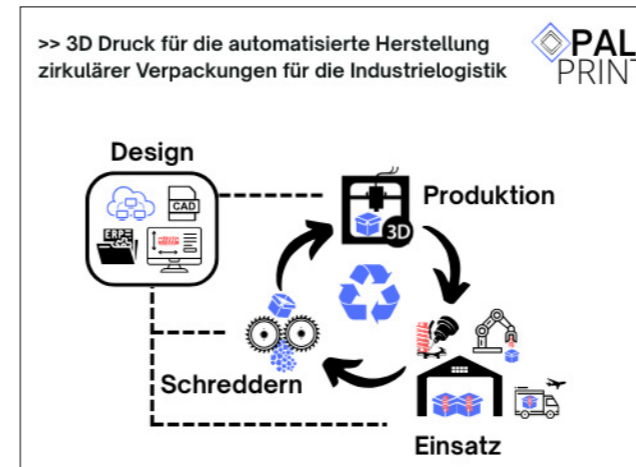 >> 3D Druck für die automatisierte Herstellung
zirkulärer Verpackungen für die Industrielogistik
PAL
PRINT
Design
CAD
ERP
Produktion
3D
Schreddern
Einsatz